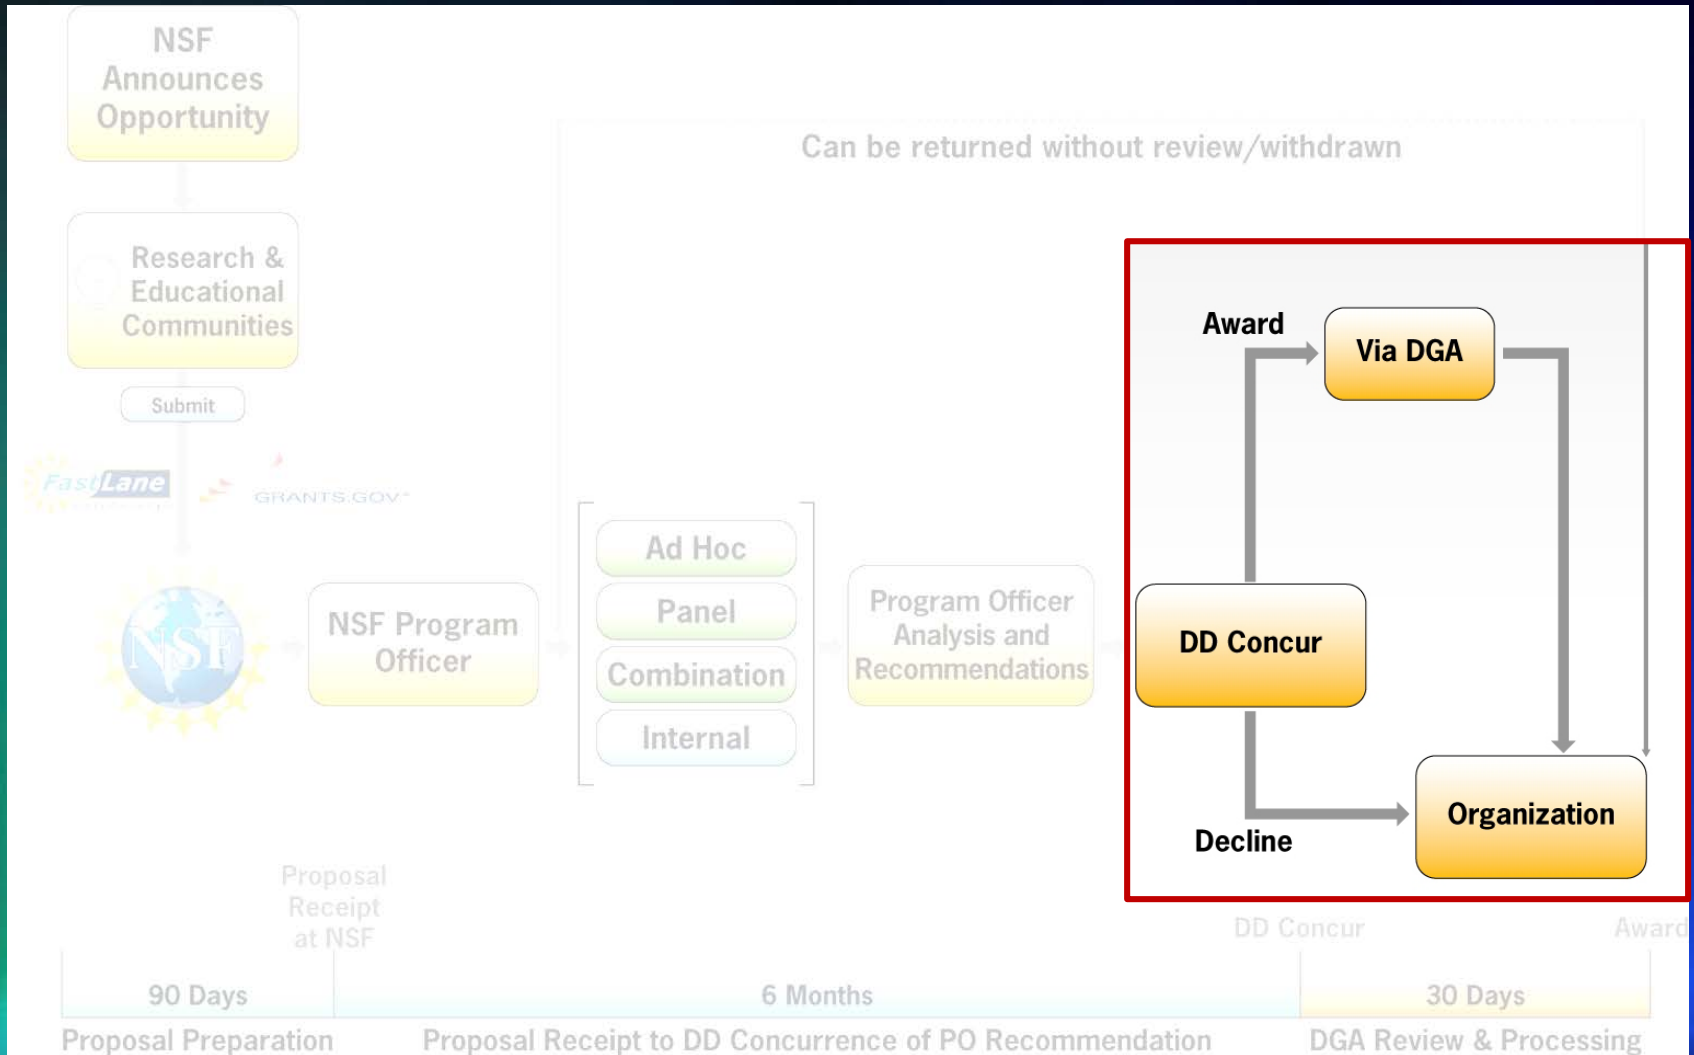 NSF
Announces
Opportunity
Can be returned without review/withdrawn
Research &
Educational
Communities
Submit
FastLane
GRANTS.GOV
NSF
NSF Program
Officer
Ad Hoc
Panel
Combination
Internal
Program Officer
Analysis and
Recommendations
DD Concur
Award
Via DGA
Decline
Organization
Proposal
Receipt
at NSF
DD Concur
Award
90 Days
6 Months
30 Days
Proposal Preparation
Proposal Receipt to DD Concurrence of PO Recommendation
DGA Review & Processing